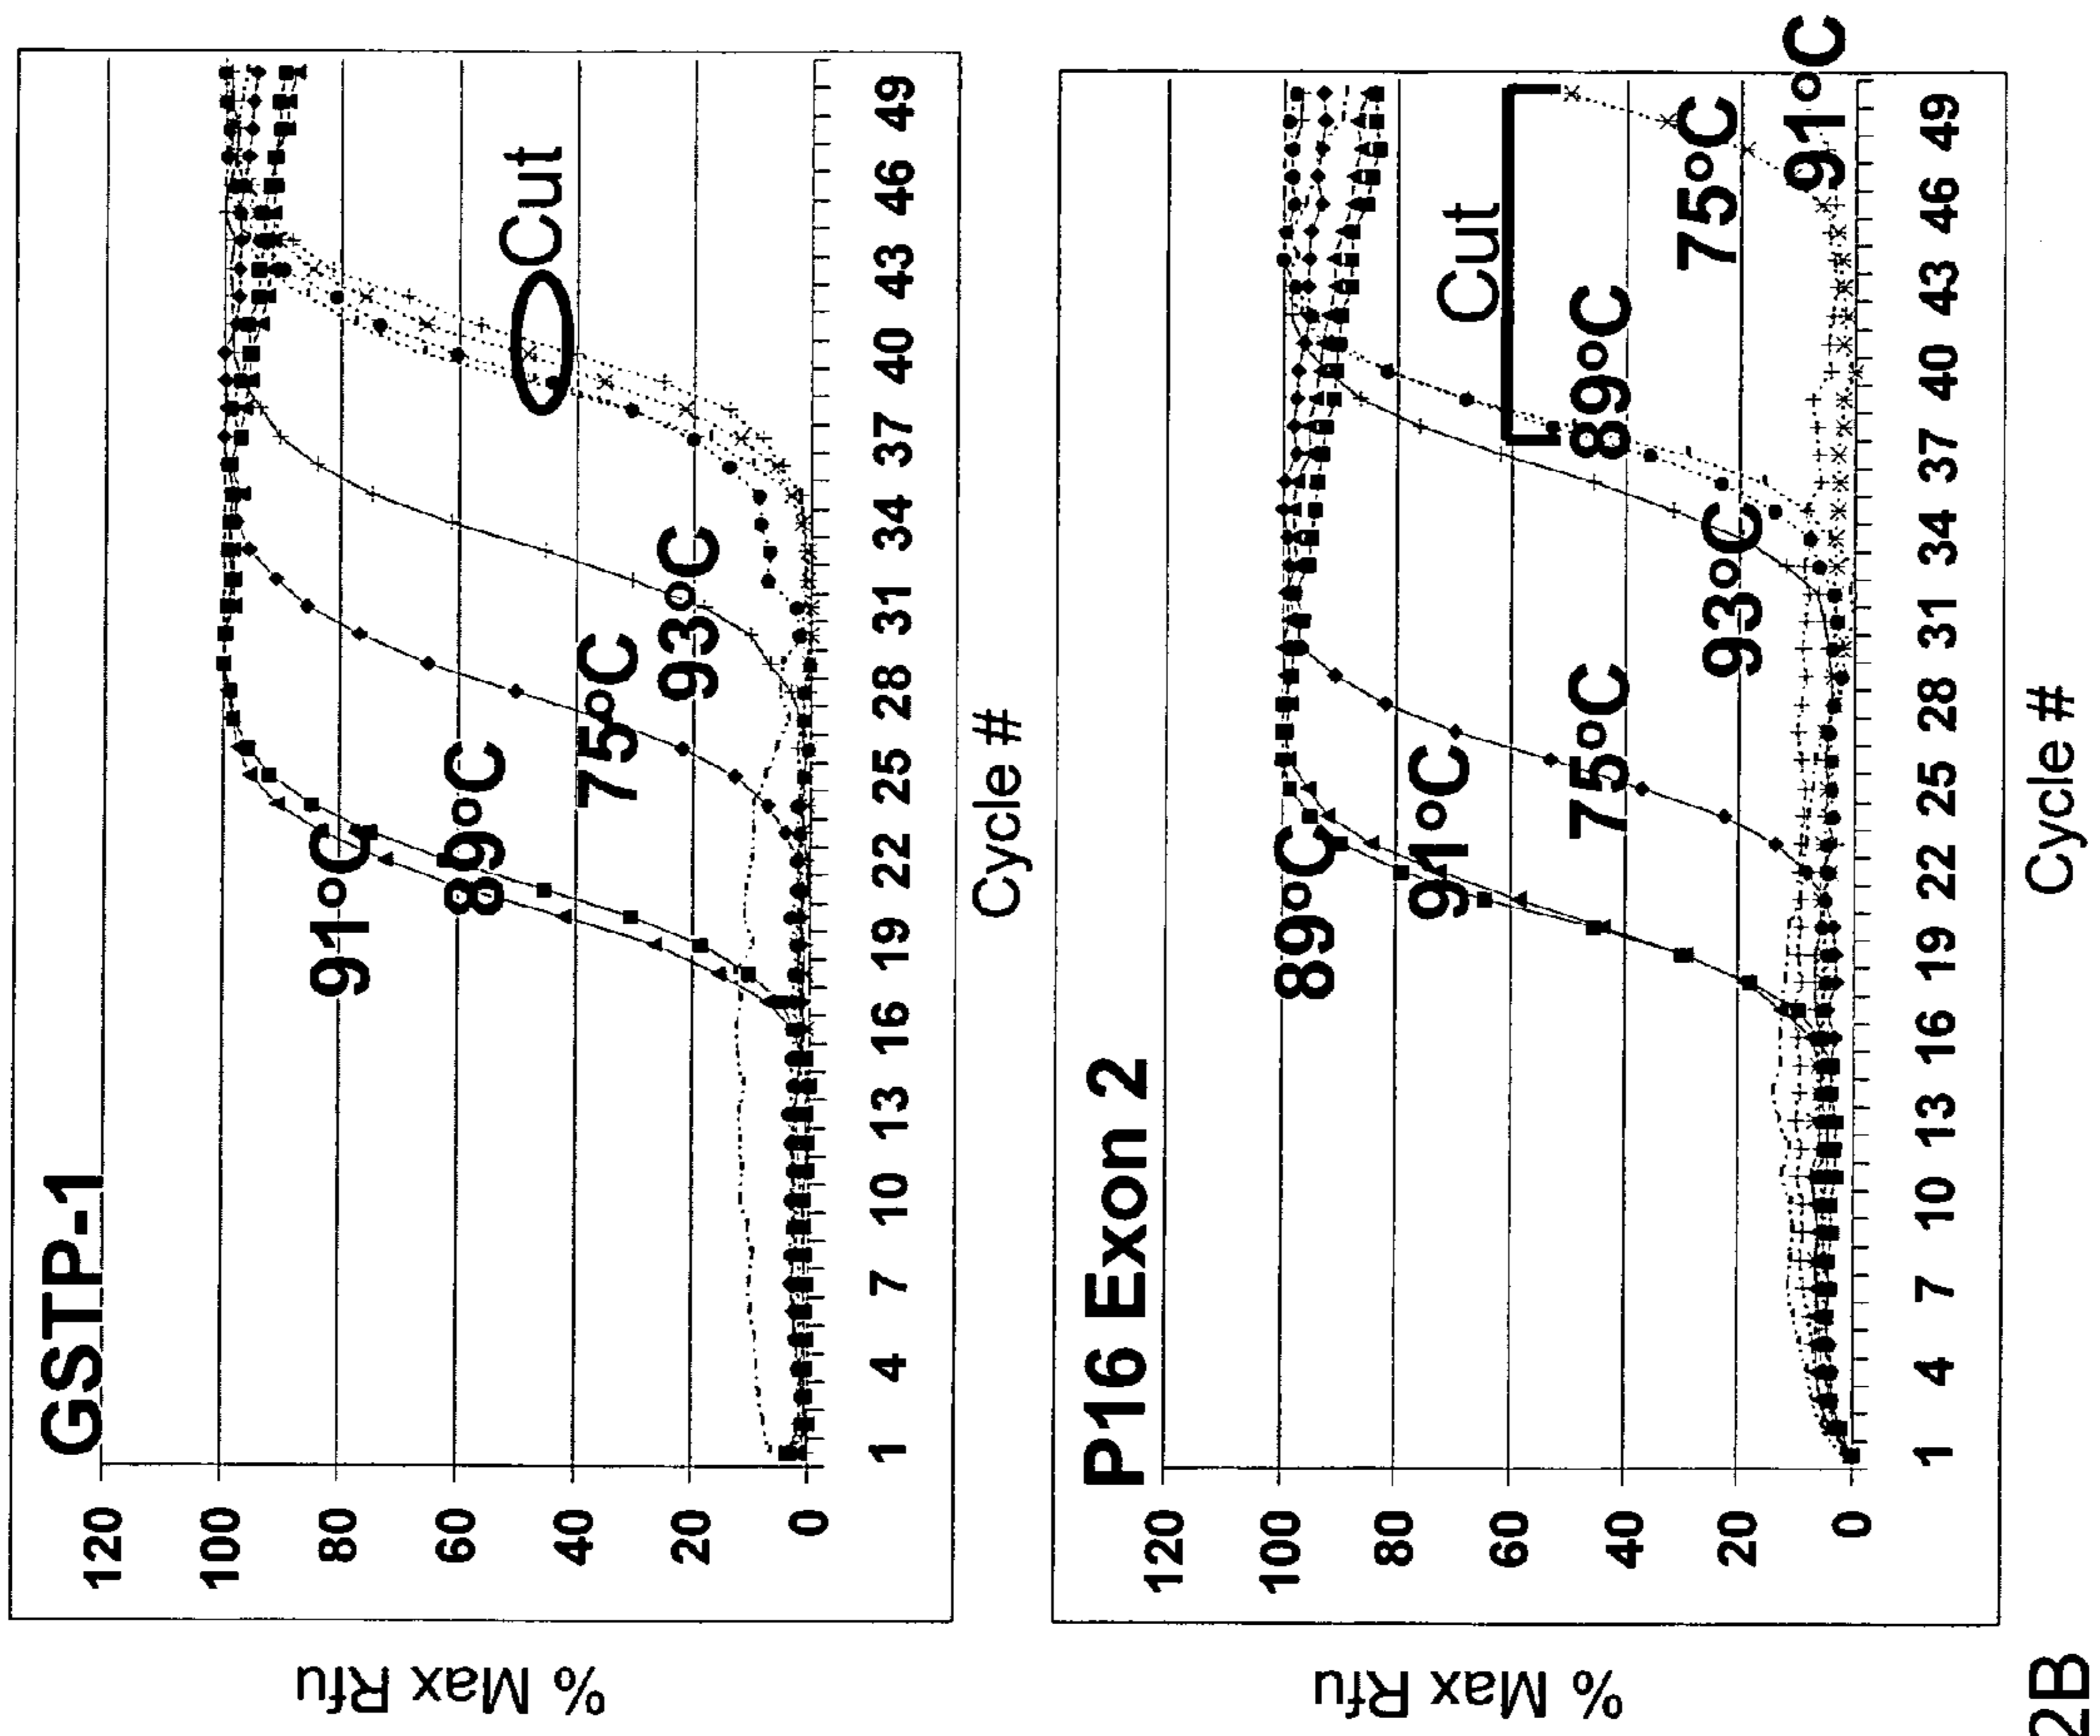 GSTP-1
% Max Rfu
120
100
80
60
40
20
0
91°C
89°C
75°C
93°C
Cut
1 4 7 10 13 16 19 22 25 28 31 34 37 40 43 46 49
Cycle #
P16 Exon 2
% Max Rfu
120
100
80
60
40
20
0
89°C
91°C
75°C
93°C
Cut
89°C
75°C
91°C
1 4 7 10 13 16 19 22 25 28 31 34 37 40 43 46 49
Cycle #
2B